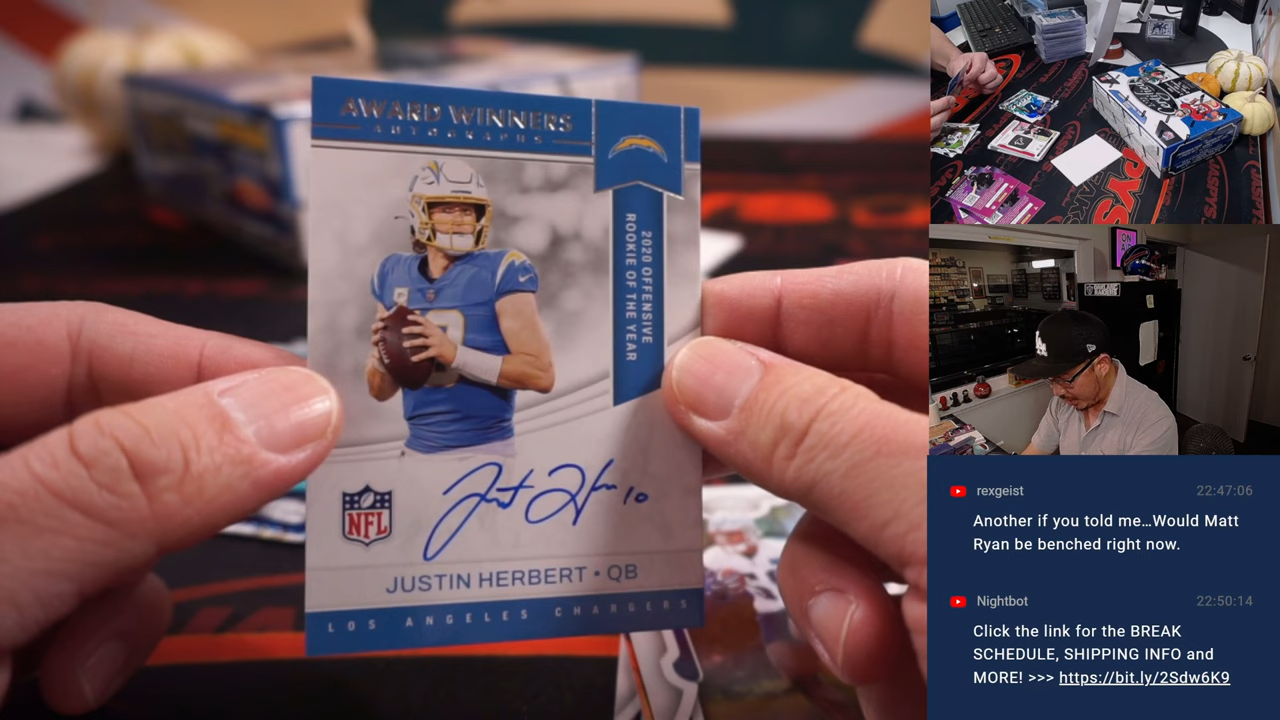 AWARD WINNERS
AUTOGRAPHS
2020 OFFENSIVE
ROOKIE OF THE YEAR
NFL
JUSTIN HERBERT • QB
LOS ANGELES CHARGERS
ON
AIR
rexgeist 22:47:06
Another if you told me…Would Matt
Ryan be benched right now.
Nightbot 22:50:14
Click the link for the BREAK
SCHEDULE, SHIPPING INFO and
MORE! >>> https://bit.ly/2Sdw6K9